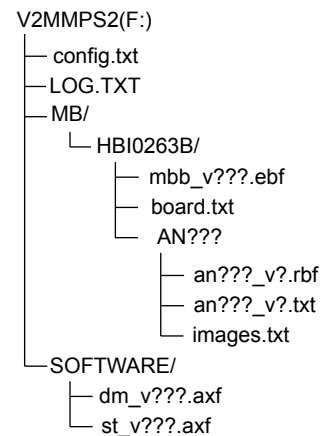 V2MMPS2(F:)
config.txt
LOG.TXT
MB/
HBI0263B/
mbb_v???.ebf
board.txt
AN???
an???_v?.rbf
an???_v?.txt
images.txt
SOFTWARE/
dm_v???.axf
st_v???.axf